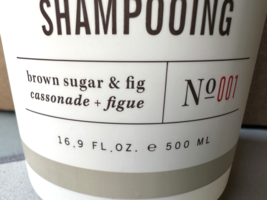 SHAMPOOING
brown sugar & fig
cassonade + figue
Nº001
16.9 FL.OZ. ℮ 500 ML